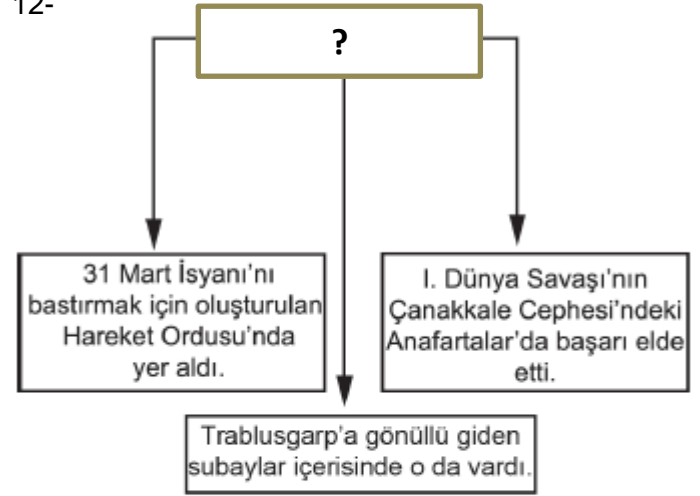 12-
?
31 Mart İsyanı'nı
bastırmak için oluşturulan
Hareket Ordusu'nda
yer aldı.
I. Dünya Savaşı'nın
Çanakkale Cephesi'ndeki
Anafartalar'da başarı elde
etti.
Trablusgarp'a gönüllü giden
subaylar içerisinde o da vardı.